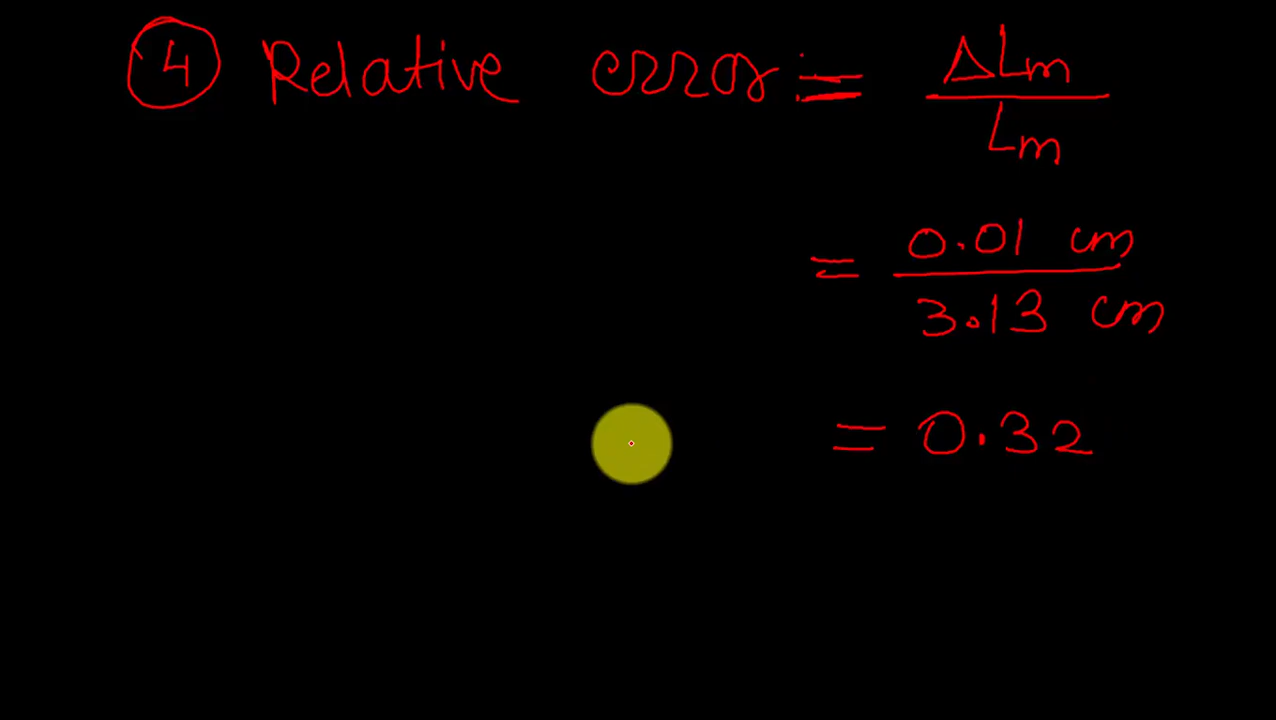 4 Relative error := ΔLm / Lm
= 0.01 cm / 3.13 cm
= 0.32